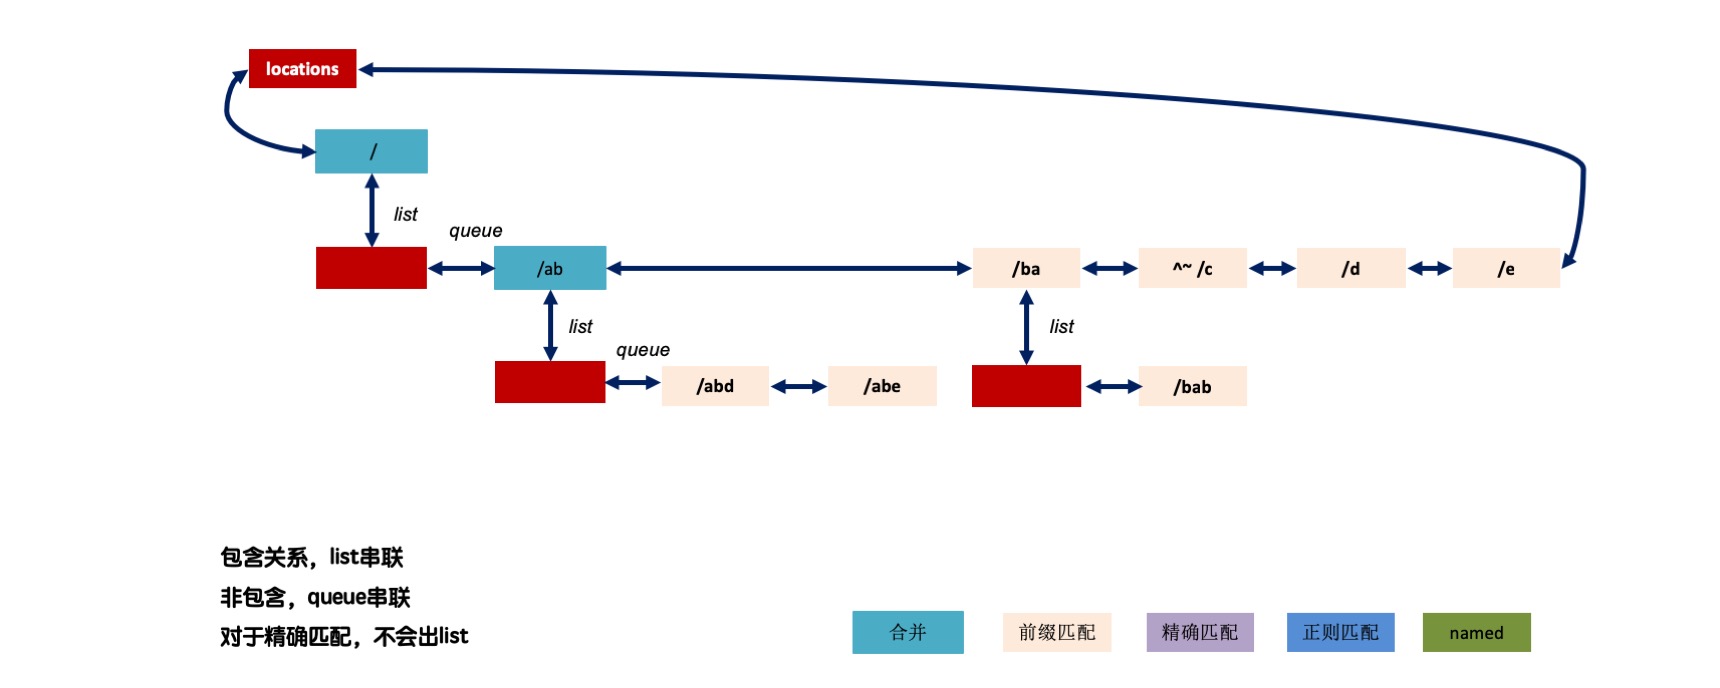 locations
/
list
queue
/ab
/ba
^~ /c
/d
/e
list
list
queue
/abd
/abe
/bab
包含关系，list串联
非包含，queue串联
对于精确匹配，不会出list
合并
前缀匹配
精确匹配
正则匹配
named